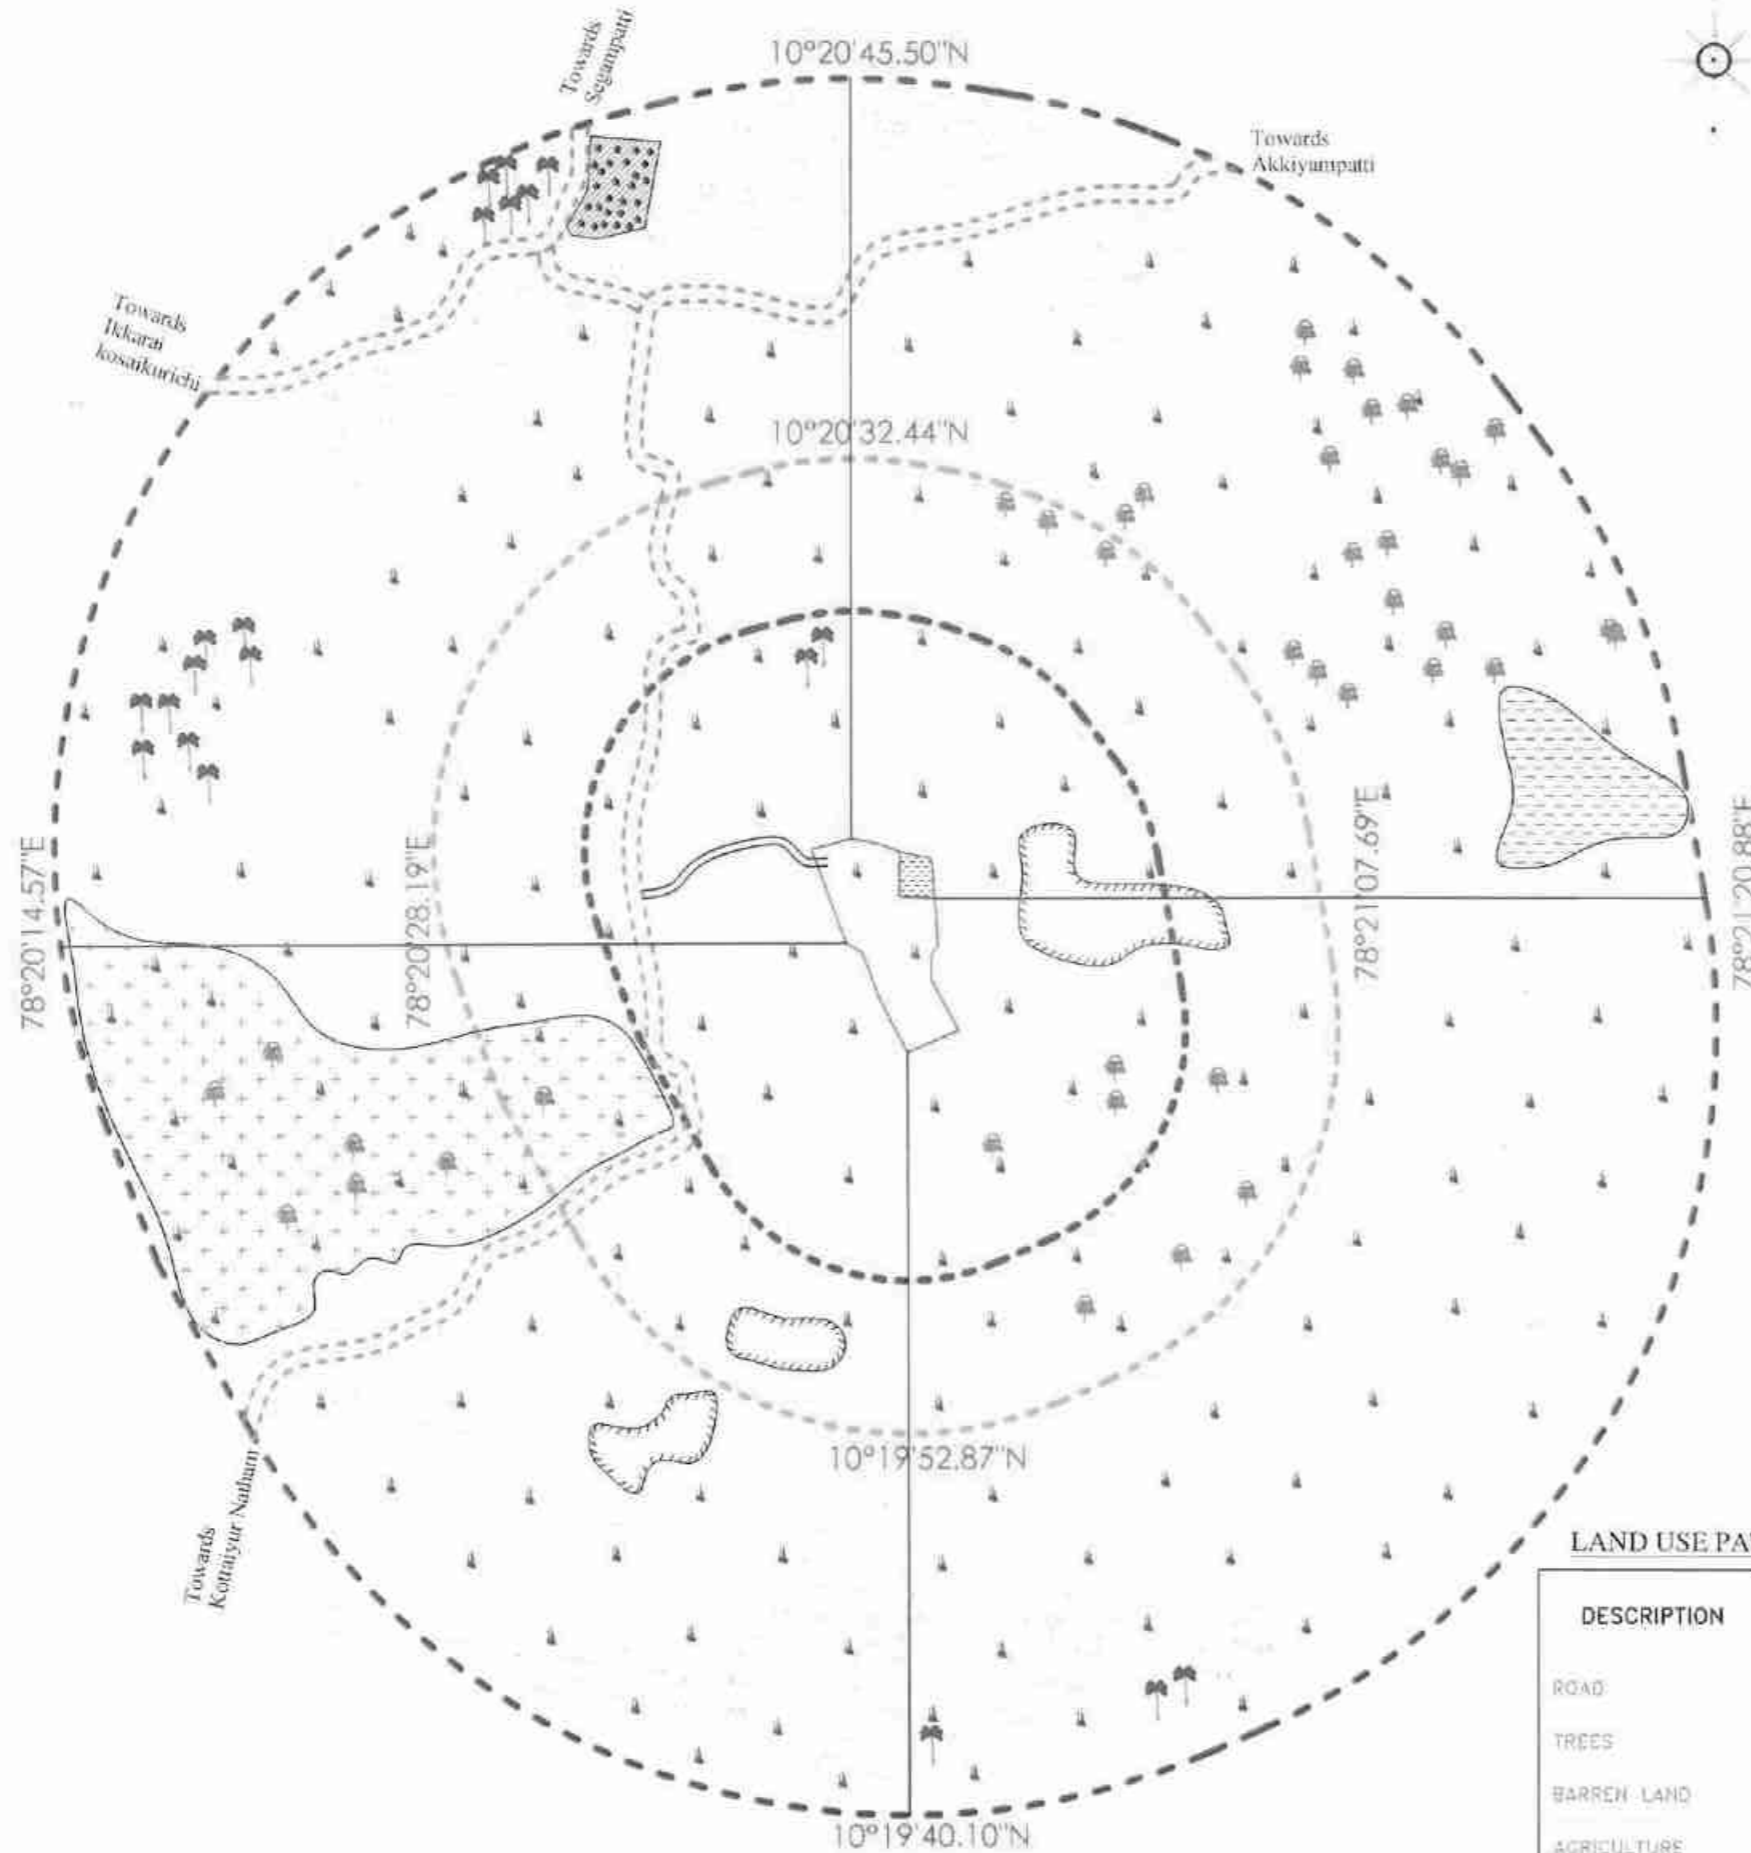 Towards
Segampatti
10°20'45.50"N
Towards
Akkiyampatti
Towards
Ikkarai
kosaikurichi
10°20'32.44"N
78°20'14.57"E
78°20'28.19"E
78°21'07.69"E
78°21'20.88"E
10°19'52.87"N
Towards
Kottaiyur Natham
10°19'40.10"N
LAND USE PA
DESCRIPTION
ROAD
TREES
BARREN LAND
AGRICULTURE